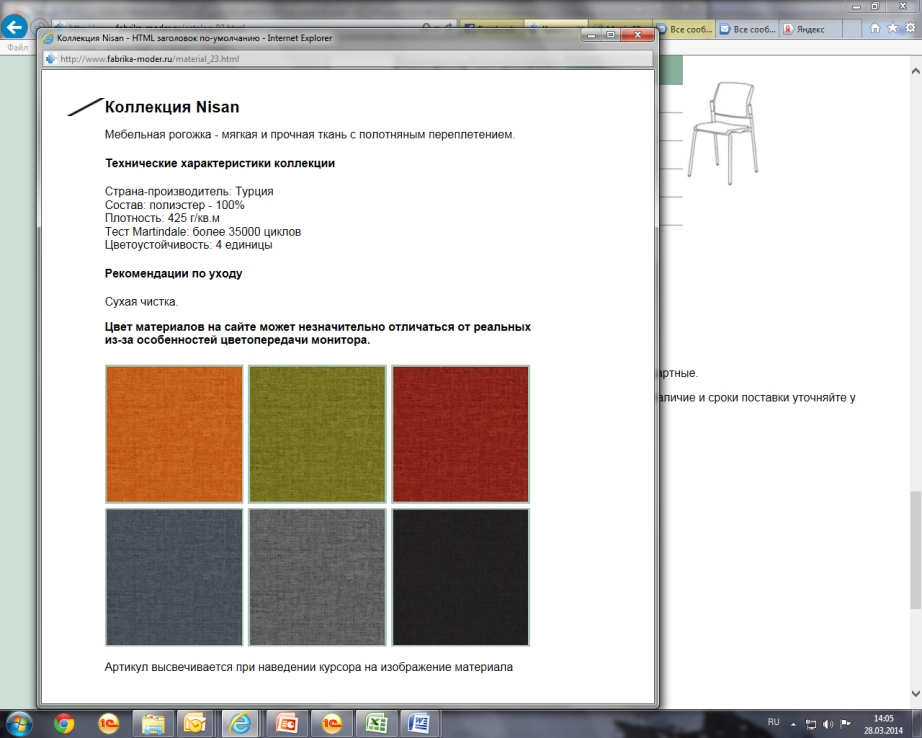 Коллекция Nisan - HTML заголовок по-умолчанию - Internet Explorer
http://www.fabrika-moder.ru/material_23.html
Файл
Все сооб...
Все сооб...
Яндекс
Коллекция Nisan
Мебельная рогожка - мягкая и прочная ткань с полотняным переплетением.
Технические характеристики коллекции
Страна-производитель: Турция
Состав: полиэстер - 100%
Плотность: 425 г/кв.м
Тест Martindale: более 35000 циклов
Цветоустойчивость: 4 единицы
Рекомендации по уходу
Сухая чистка.
Цвет материалов на сайте может незначительно отличаться от реальных
из-за особенностей цветопередачи монитора.
артные.
аличие и сроки поставки уточняйте у
Артикул высвечивается при наведении курсора на изображение материала
RU
14:05
28.03.2014